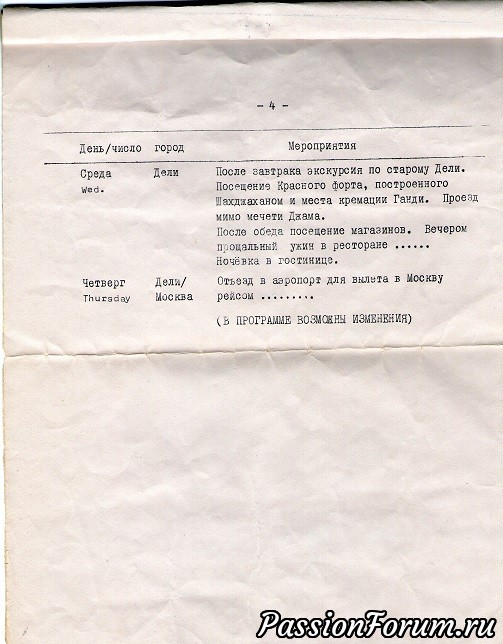 - 4 -
День/число город Мероприятия
Среда Дели После завтрака экскурсия по старому Дели.
Wed. Посещение Красного форта, построенного
Шахджаханом и места кремации Ганди. Проезд
мимо мечети Джама.
После обеда посещение магазинов. Вечером
прощальный ужин в ресторане ......
Ночёвка в гостинице.
Четверг Дели/ Отъезд в аэропорт для вылета в Москву
Thursday Москва рейсом .........
(В ПРОГРАММЕ ВОЗМОЖНЫ ИЗМЕНЕНИЯ)
PassionForum.ru